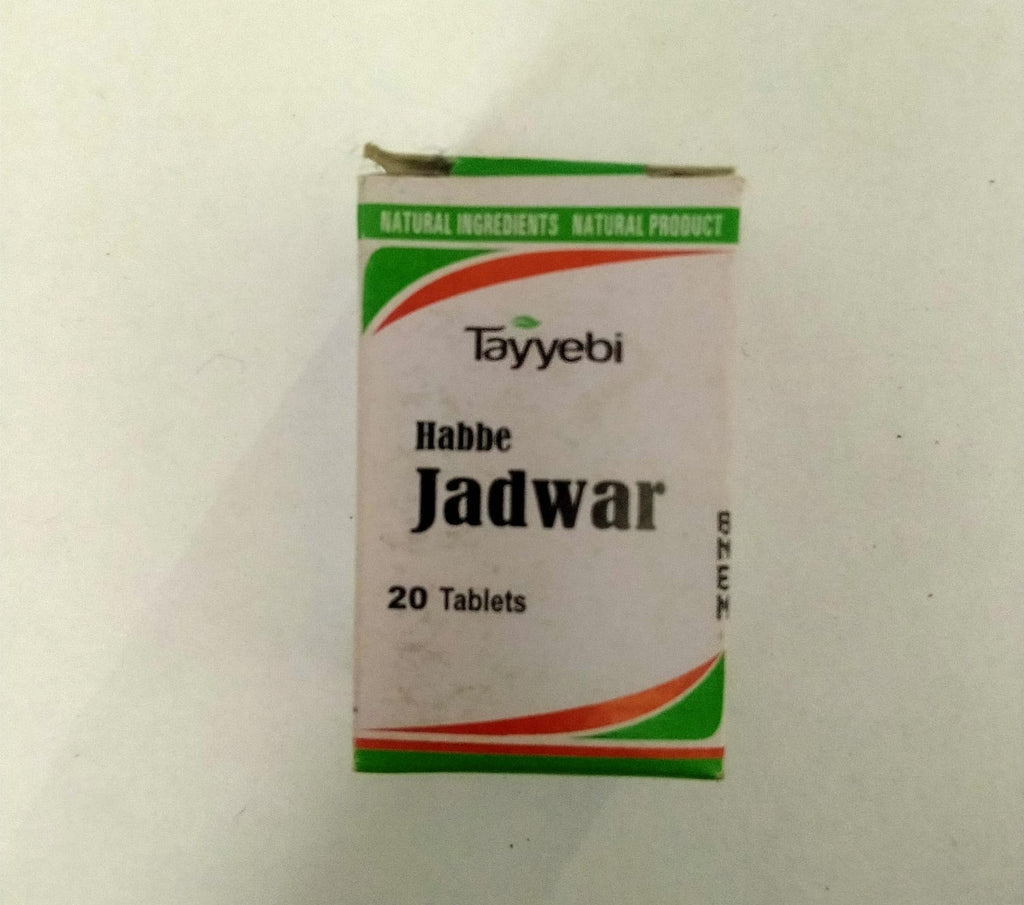 NATURAL INGREDIENTS NATURAL PRODUCT
Tayyebi
Habbe
Jadwar
20 Tablets